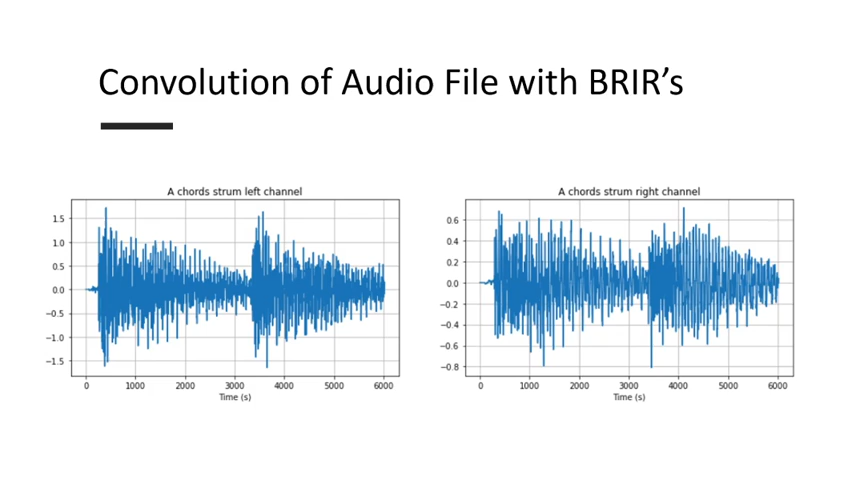 Convolution of Audio File with BRIR’s
A chords strum left channel
1.5
1.0
0.5
0.0
−0.5
−1.0
−1.5
0 1000 2000 3000 4000 5000 6000
Time (s)
A chords strum right channel
0.6
0.4
0.2
0.0
−0.2
−0.4
−0.6
−0.8
0 1000 2000 3000 4000 5000 6000
Time (s)